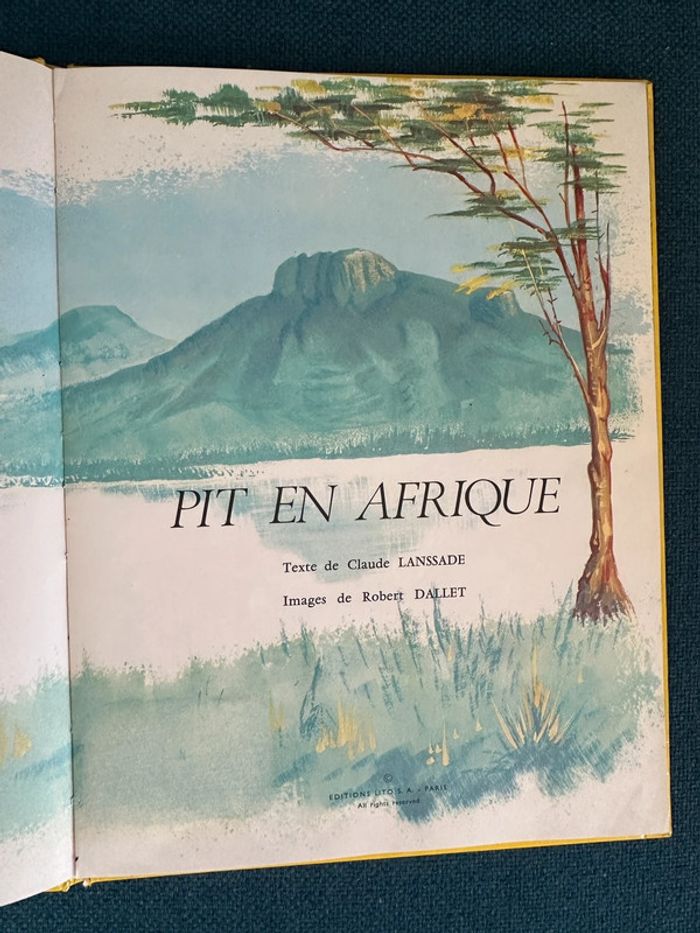 PIT EN AFRIQUE
Texte de Claude LANSSADE
Images de Robert DALLET
©
EDITIONS LITO S. A. - PARIS
All rights reserved